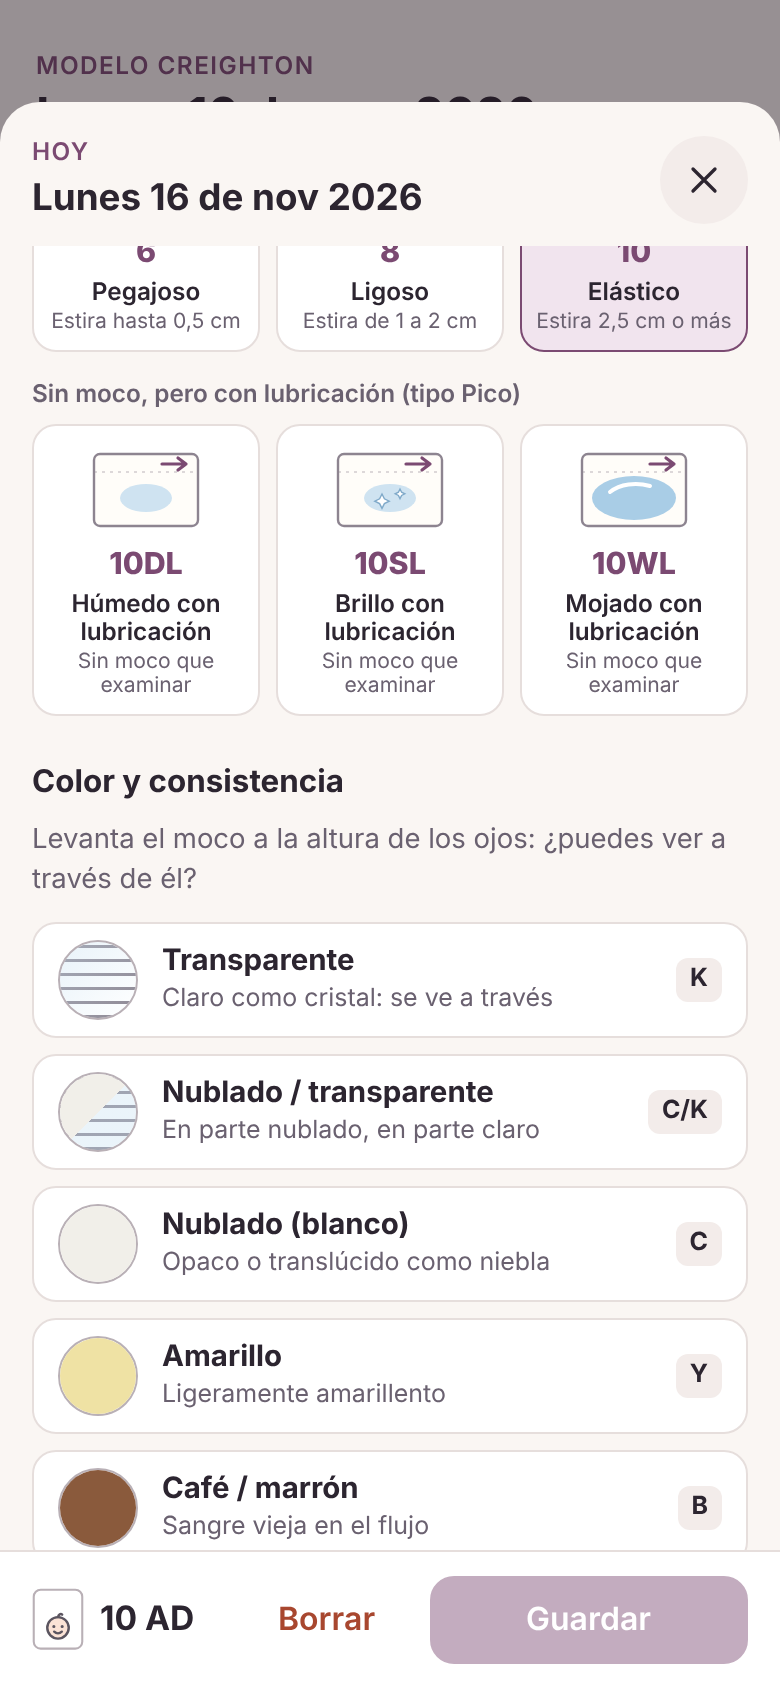 MODELO CREIGHTON
HOY
Lunes 16 de nov 2026
6
Pegajoso
Estira hasta 0,5 cm
8
Ligoso
Estira de 1 a 2 cm
10
Elástico
Estira 2,5 cm o más
Sin moco, pero con lubricación (tipo Pico)
10DL
Húmedo con
lubricación
Sin moco que
examinar
10SL
Brillo con
lubricación
Sin moco que
examinar
10WL
Mojado con
lubricación
Sin moco que
examinar
Color y consistencia
Levanta el moco a la altura de los ojos: ¿puedes ver a
través de él?
Transparente
Claro como cristal: se ve a través
K
Nublado / transparente
En parte nublado, en parte claro
C/K
Nublado (blanco)
Opaco o translúcido como niebla
C
Amarillo
Ligeramente amarillento
Y
Café / marrón
Sangre vieja en el flujo
B
10 AD
Borrar
Guardar